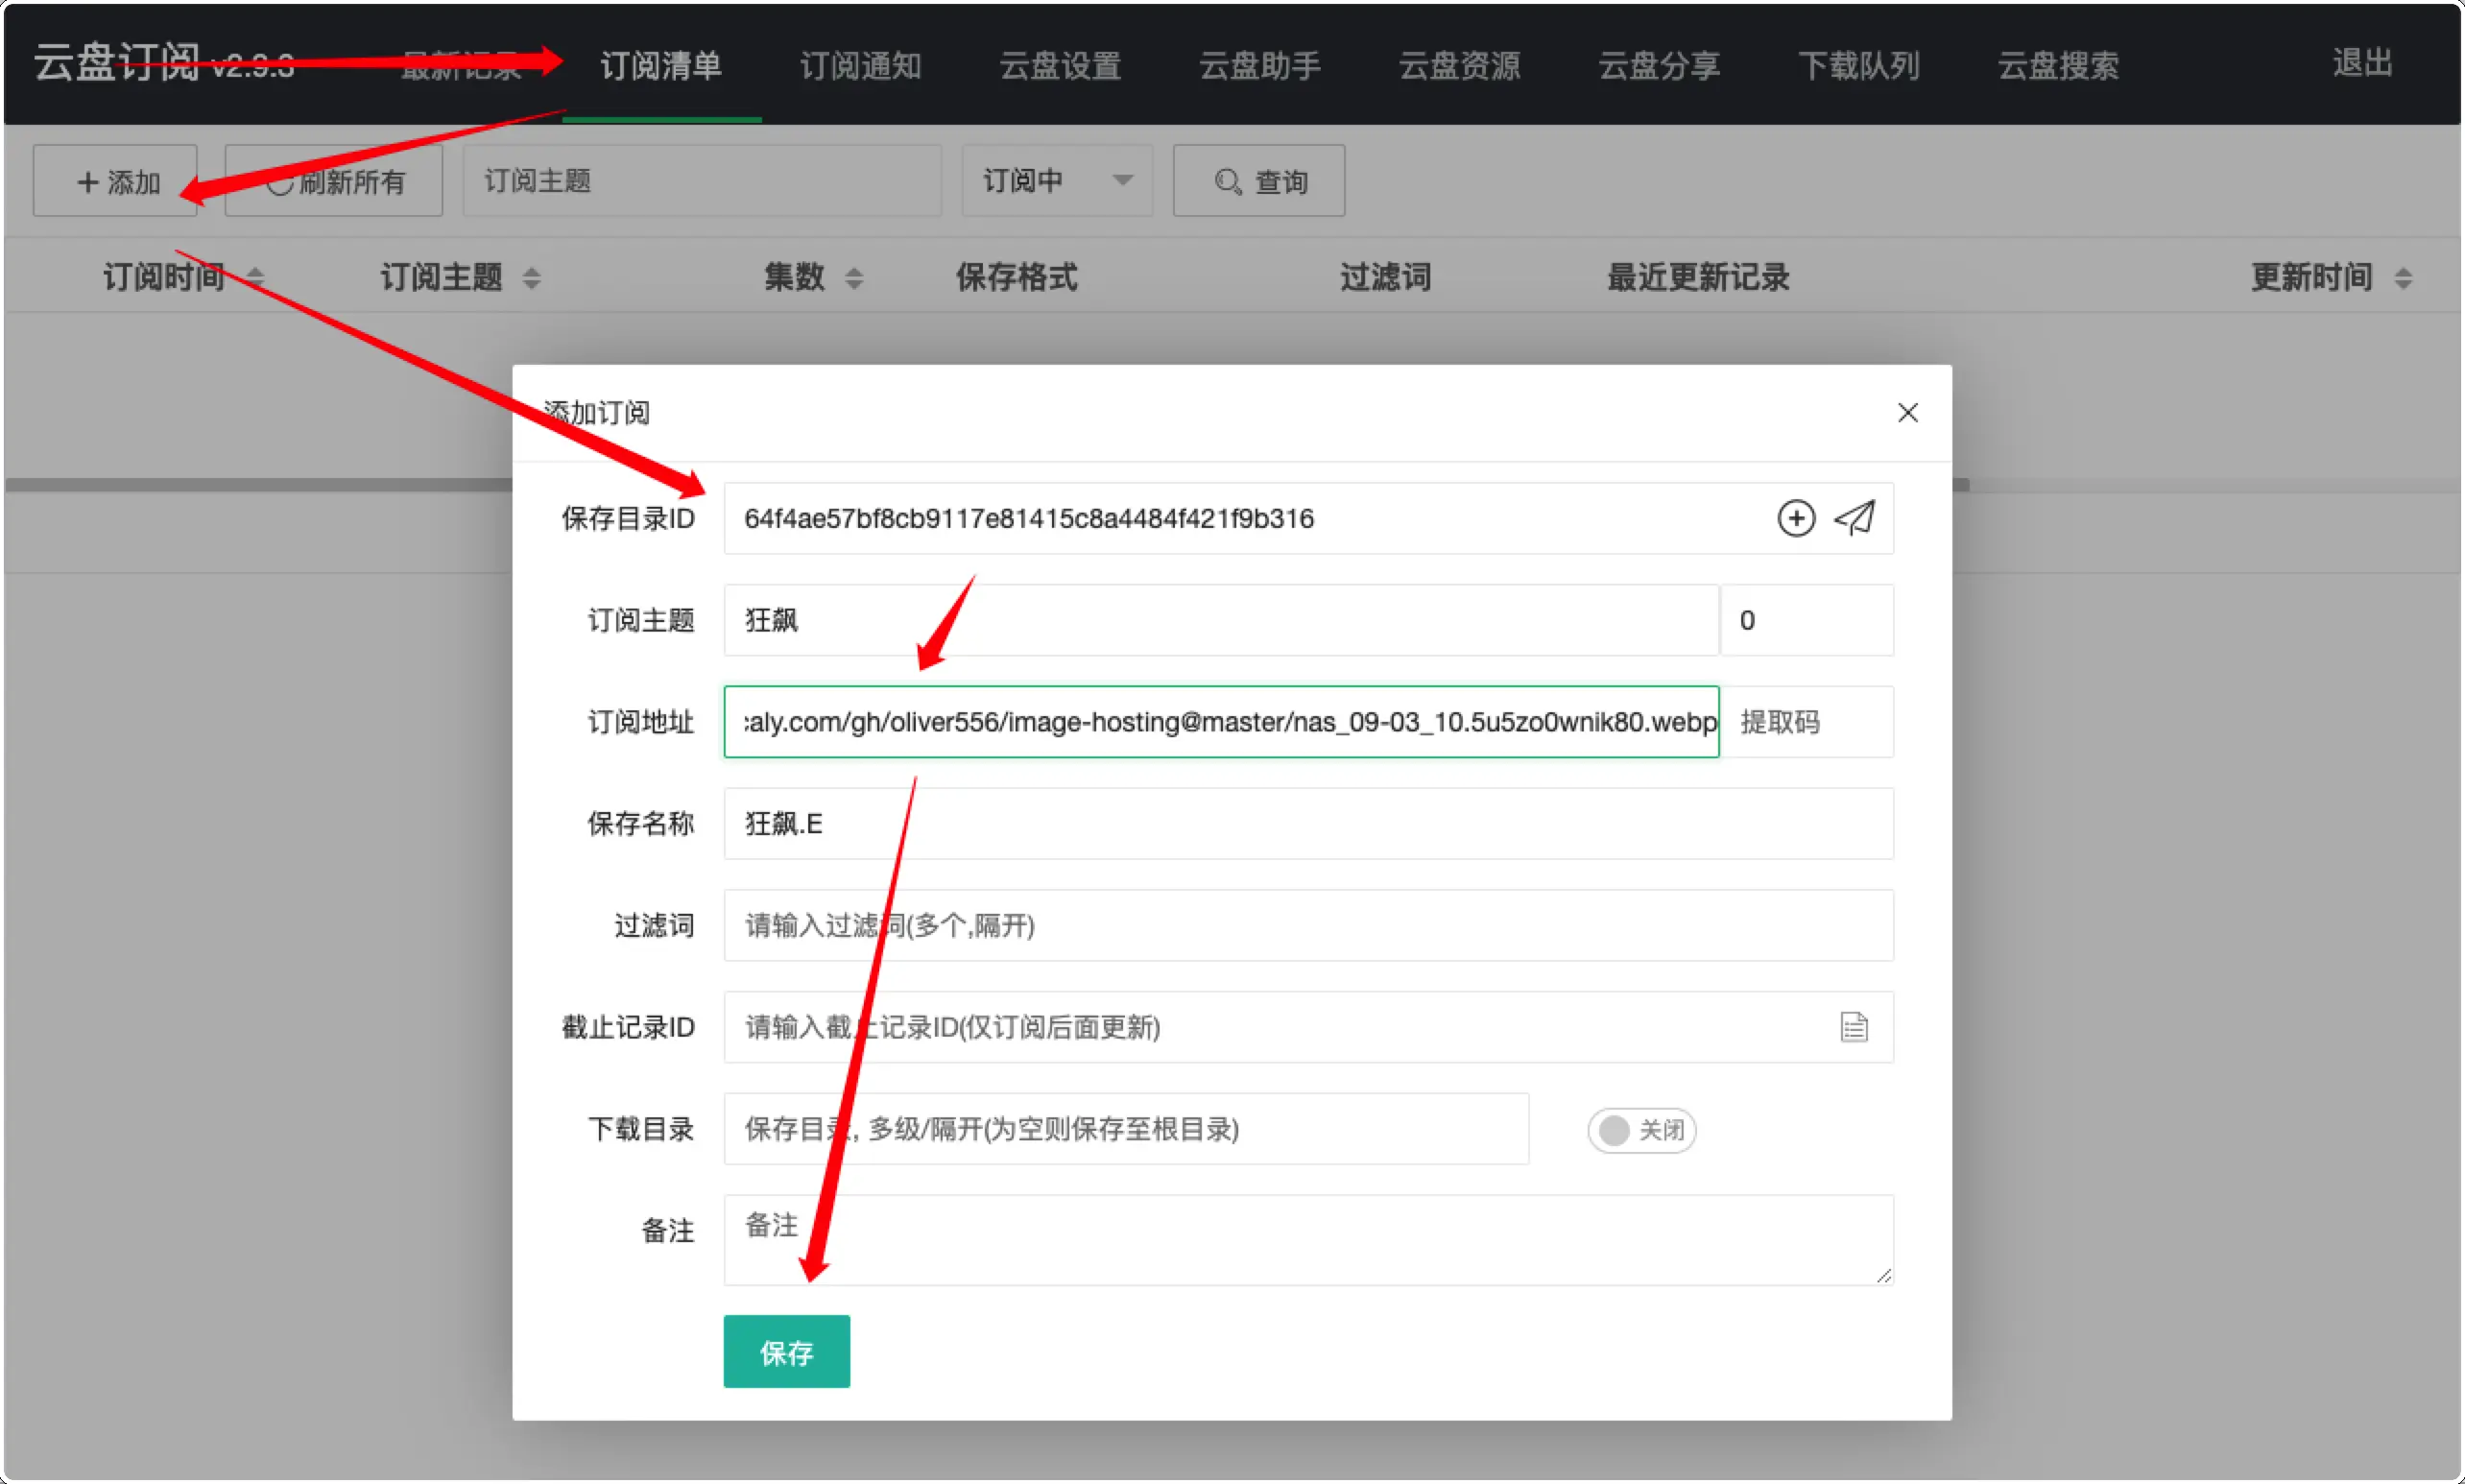 云盘订阅 v2.9.3 最新记录 订阅清单 订阅通知 云盘设置 云盘助手 云盘资源 云盘分享 下载队列 云盘搜索 退出
+ 添加 刷新所有 订阅主题 订阅中 查询
订阅时间 订阅主题 集数 保存格式 过滤词 最近更新记录 更新时间
添加订阅
保存目录ID 64f4ae57bf8cb9117e81415c8a4484f421f9b316
订阅主题 狂飙 0
订阅地址 caly.com/gh/oliver556/image-hosting@master/nas_09-03_10.5u5zo0wnik80.webp 提取码
保存名称 狂飙.E
过滤词 请输入过滤词(多个,隔开)
截止记录ID 请输入截止记录ID(仅订阅后面更新)
下载目录 保存目录, 多级/隔开(为空则保存至根目录) 关闭
备注 备注
保存